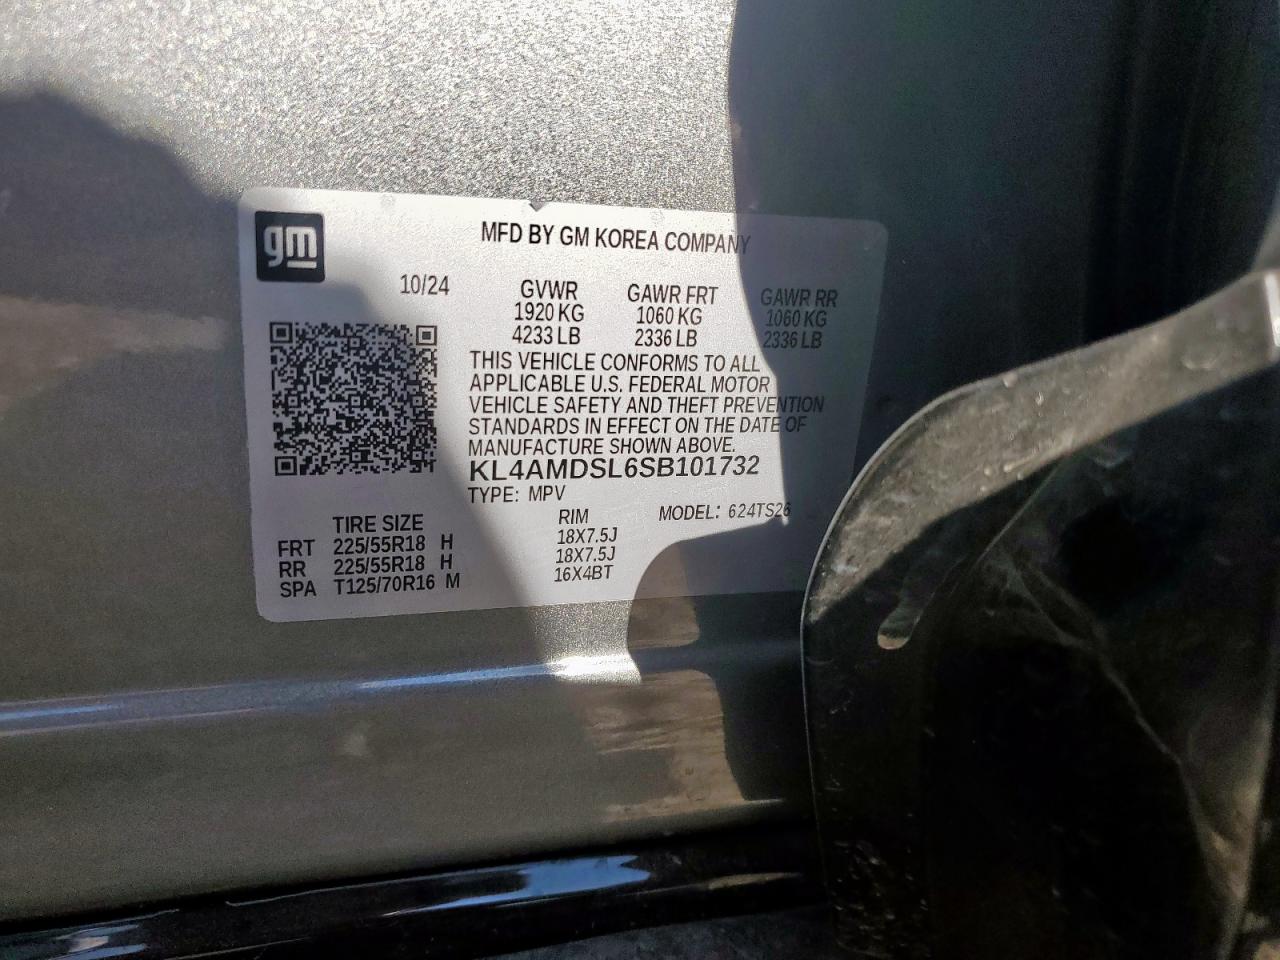 gm
MFD BY GM KOREA COMPANY
10/24 GVWR GAWR FRT GAWR RR
1920 KG 1060 KG 1060 KG
4233 LB 2336 LB 2336 LB
THIS VEHICLE CONFORMS TO ALL
APPLICABLE U.S. FEDERAL MOTOR
VEHICLE SAFETY AND THEFT PREVENTION
STANDARDS IN EFFECT ON THE DATE OF
MANUFACTURE SHOWN ABOVE.
KL4AMDSL6SB101732
TYPE: MPV MODEL: 624TS26
TIRE SIZE RIM
FRT 225/55R18 H 18X7.5J
RR 225/55R18 H 18X7.5J
SPA T125/70R16 M 16X4BT